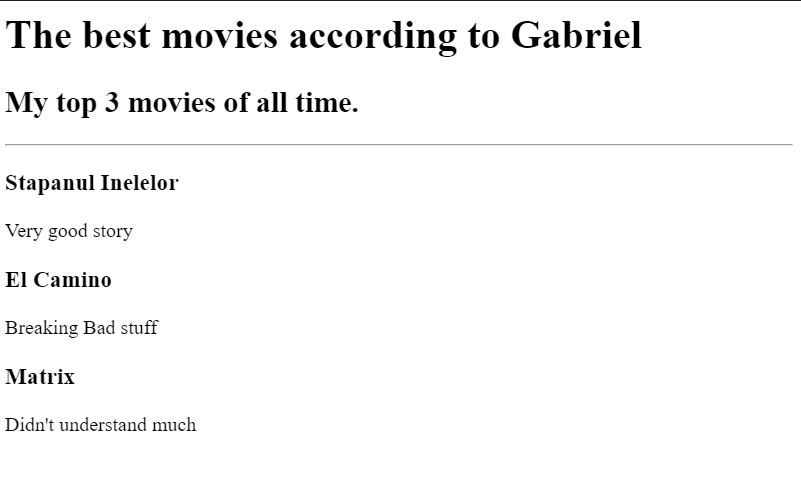 The best movies according to Gabriel
My top 3 movies of all time.
Stapanul Inelelor
Very good story
El Camino
Breaking Bad stuff
Matrix
Didn't understand much